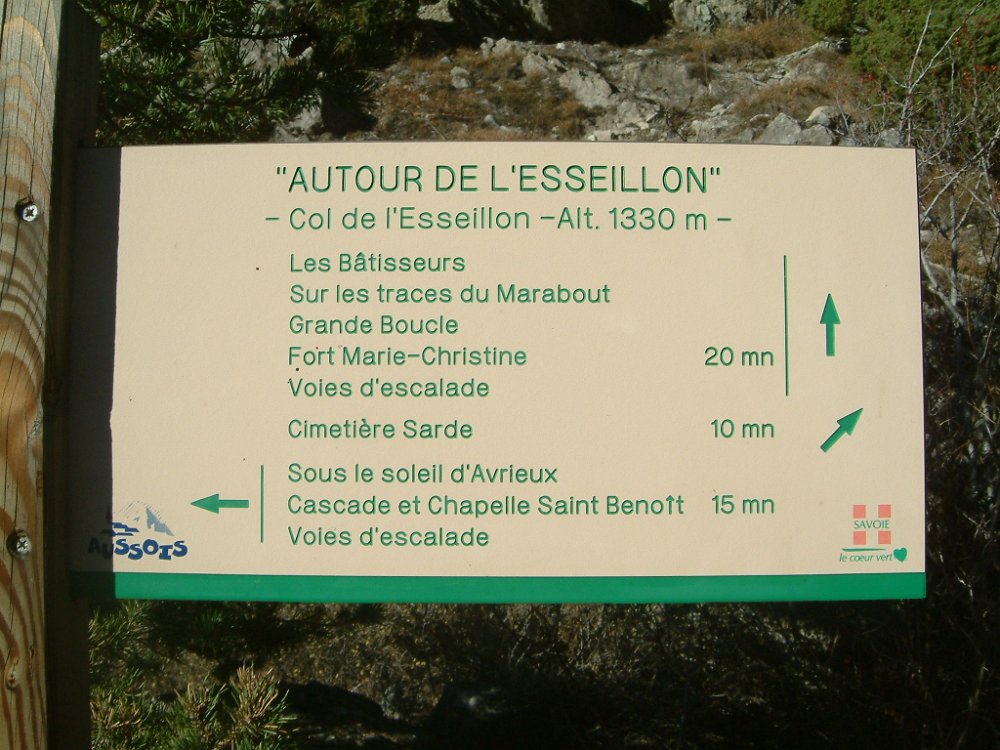 "AUTOUR DE L'ESSEILLON"
- Col de l'Esseillon -Alt. 1330 m -
Les Bâtisseurs
Sur les traces du Marabout
Grande Boucle
Fort Marie-Christine 20 mn
Voies d'escalade
Cimetière Sarde 10 mn
Sous le soleil d'Avrieux
Cascade et Chapelle Saint Benoît 15 mn
Voies d'escalade
AUSSOIS
SAVOIE
le coeur vert